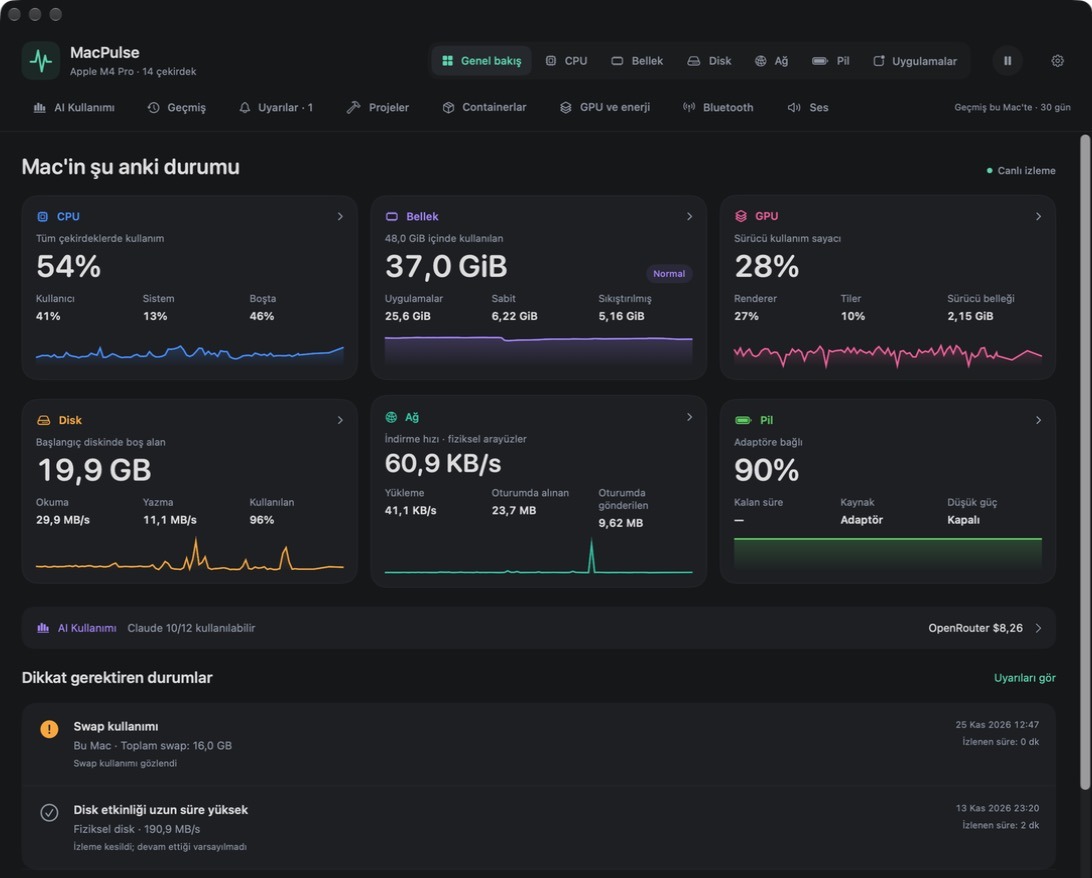 MacPulse
Apple M4 Pro · 14 çekirdek
Genel bakış
CPU
Bellek
Disk
Ağ
Pil
Uygulamalar
AI Kullanımı
Geçmiş
Uyarılar · 1
Projeler
Containerlar
GPU ve enerji
Bluetooth
Ses
Geçmiş bu Mac'te · 30 gün
Mac'in şu anki durumu
Canlı izleme
CPU
Tüm çekirdeklerde kullanım
54%
Kullanıcı
Sistem
Boşta
41%
13%
46%
Bellek
48,0 GiB içinde kullanılan
37,0 GiB
Normal
Uygulamalar
Sabit
Sıkıştırılmış
25,6 GiB
6,22 GiB
5,16 GiB
GPU
Sürücü kullanım sayacı
28%
Renderer
Tiler
Sürücü belleği
27%
10%
2,15 GiB
Disk
Başlangıç diskinde boş alan
19,9 GB
Okuma
Yazma
Kullanılan
29,9 MB/s
11,1 MB/s
96%
Ağ
İndirme hızı · fiziksel arayüzler
60,9 KB/s
Yükleme
Oturumda alınan
Oturumda
gönderilen
41,1 KB/s
23,7 MB
9,62 MB
Pil
Adaptöre bağlı
90%
Kalan süre
Kaynak
Düşük güç
—
Adaptör
Kapalı
AI Kullanımı
Claude 10/12 kullanılabilir
OpenRouter $8,26
Dikkat gerektiren durumlar
Uyarıları gör
Swap kullanımı
Bu Mac · Toplam swap: 16,0 GB
Swap kullanımı gözlendi
25 Kas 2026 12:47
İzlenen süre: 0 dk
Disk etkinliği uzun süre yüksek
Fiziksel disk · 190,9 MB/s
İzleme kesildi; devam ettiği varsayılmadı
13 Kas 2026 23:20
İzlenen süre: 2 dk